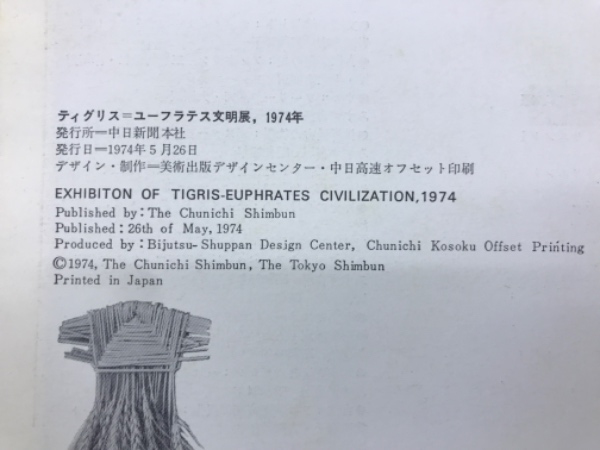 ティグリス=ユーフラテス文明展，1974年
発行所=中日新聞本社
発行日=1974年5月26日
デザイン・制作=美術出版デザインセンター・中日高速オフセット印刷
EXHIBITON OF TIGRIS-EUPHRATES CIVILIZATION,1974
Published by: The Chunichi Shimbun
Published: 26th of May, 1974
Produced by: Bijutsu-Shuppan Design Center, Chunichi Kosoku Offset Printing
©1974, The Chunichi Shimbun, The Tokyo Shimbun
Printed in Japan